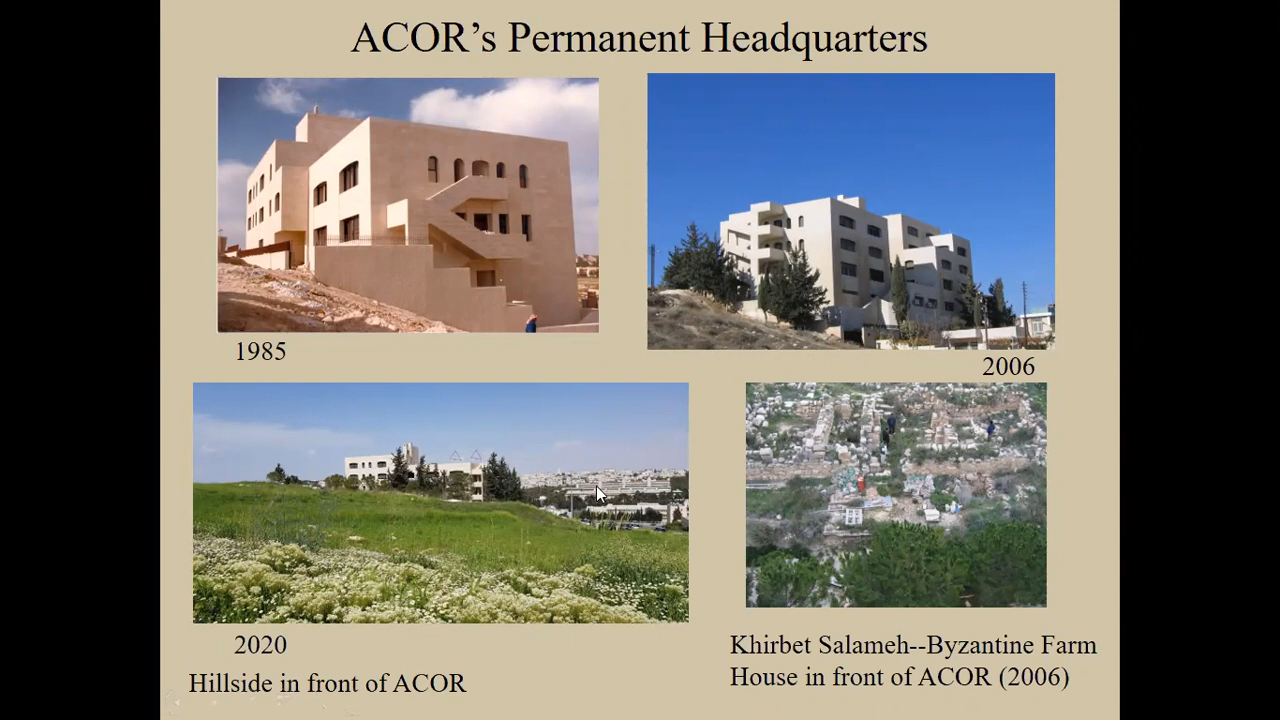 ACOR’s Permanent Headquarters
1985
2006
2020
Hillside in front of ACOR
Khirbet Salameh--Byzantine Farm
House in front of ACOR (2006)